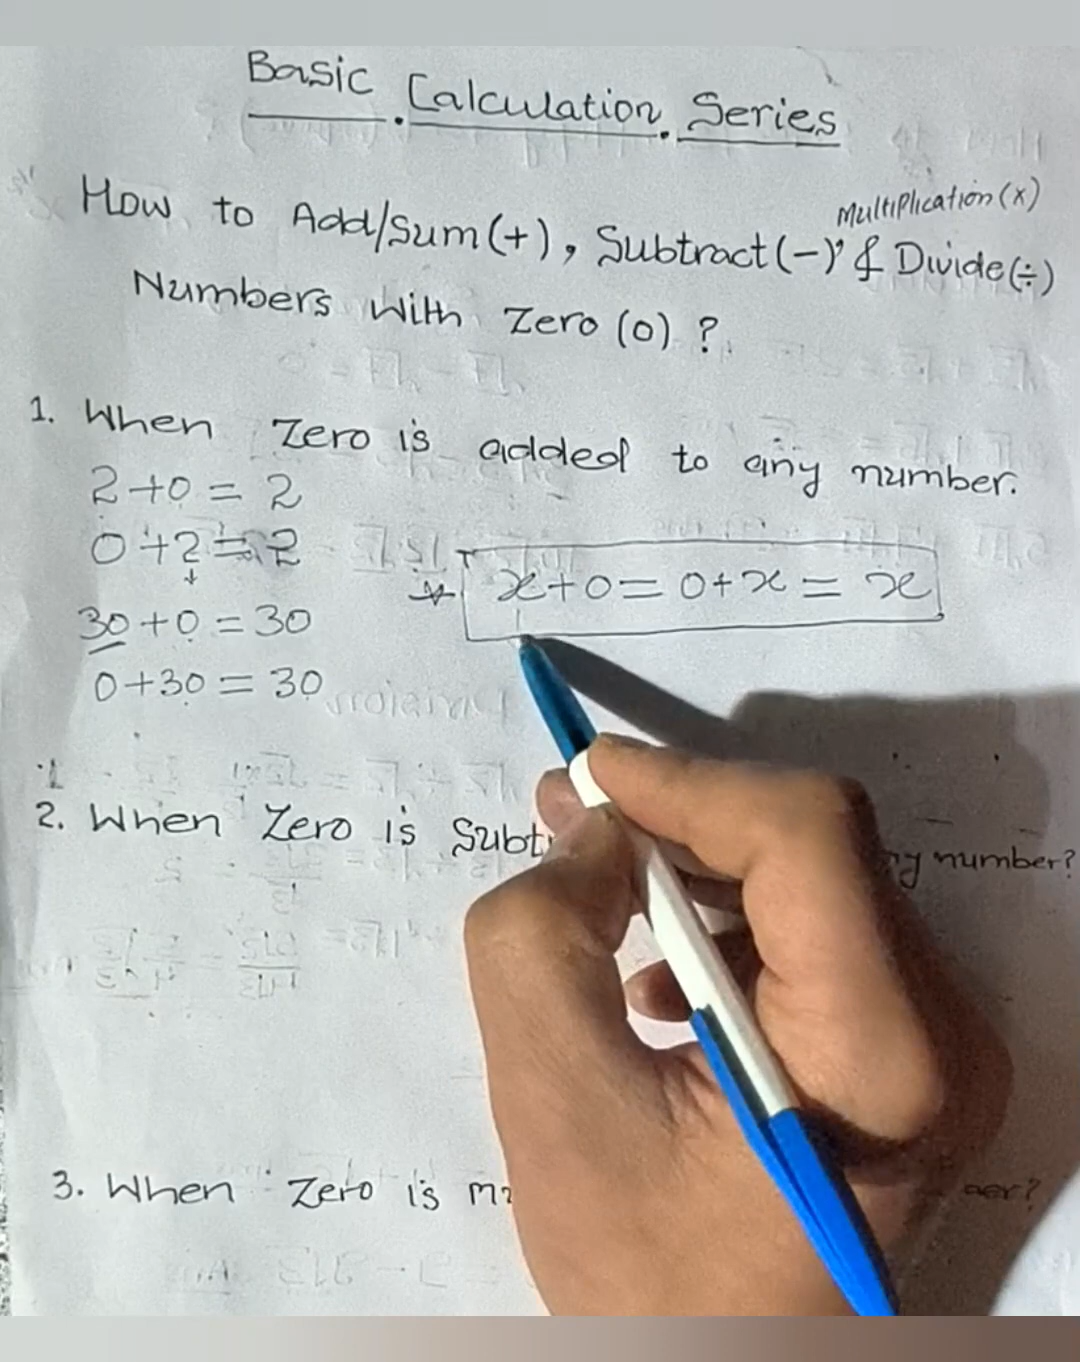 Basic Calculation Series
How to Add/Sum(+), Subtract(-), Multiplication(x) & Divide(÷)
Numbers with Zero (0) ?
1. When Zero is added to any number.
2+0 = 2
0+2 = 2
x+0 = 0+x = x
30+0 = 30
0+30 = 30
2. When Zero is number?
3. When Zero is